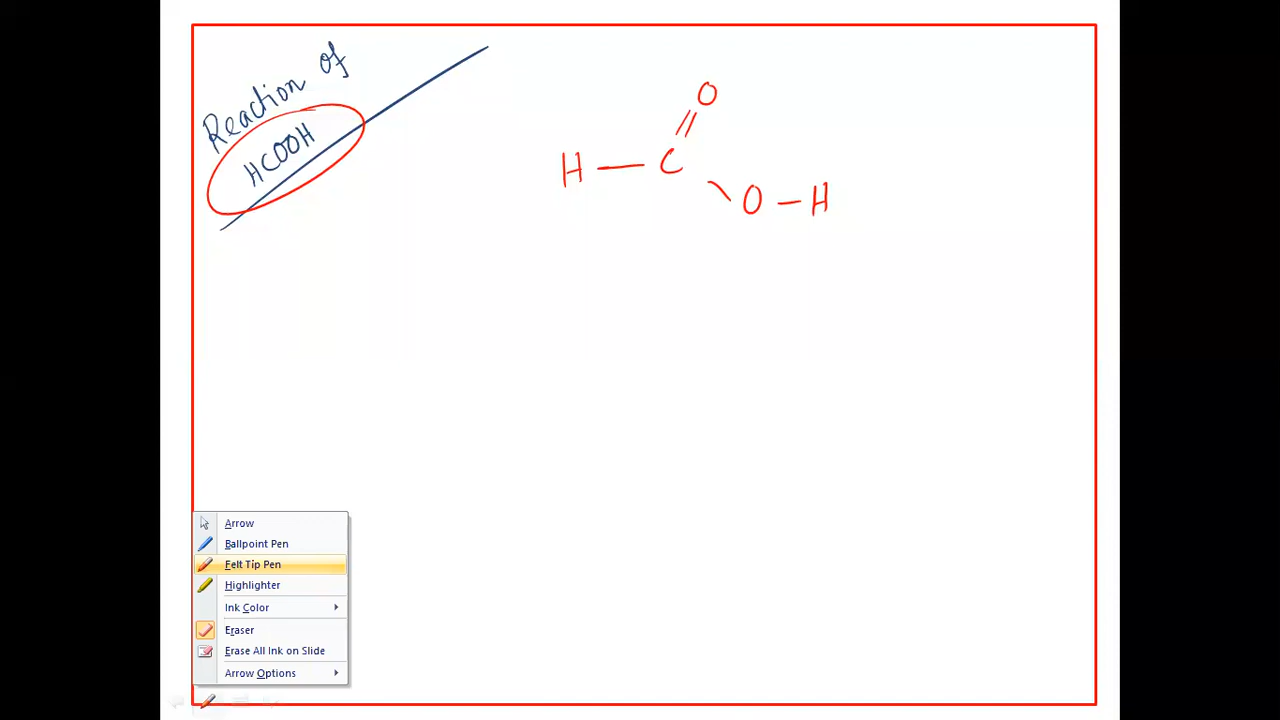 Reaction of
HCOOH
O
H — C
O — H
Arrow
Ballpoint Pen
Felt Tip Pen
Highlighter
Ink Color
Eraser
Erase All Ink on Slide
Arrow Options